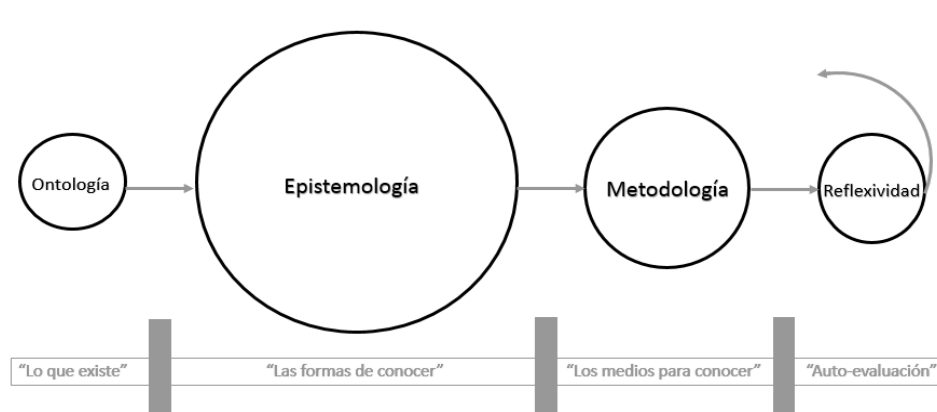 Ontología
Epistemología
Metodología
Reflexividad
“Lo que existe”
“Las formas de conocer”
“Los medios para conocer”
“Auto-evaluación”